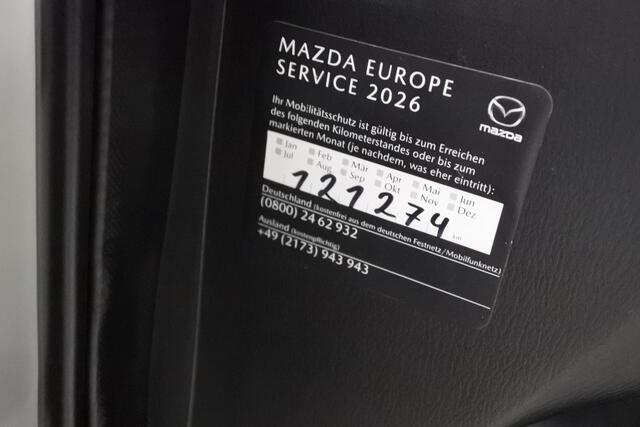 MAZDA EUROPE
SERVICE 2026
mazda
Ihr Mobilitätsschutz ist gültig bis zum Erreichen
des folgenden Kilometerstandes oder bis zum
markierten Monat (je nachdem, was eher eintritt):
Jan Feb Mär Apr Mai Jun
Jul Aug Sep Okt Nov Dez
121274 km
Deutschland (kostenfrei aus dem deutschen Festnetz/Mobilfunknetz)
(0800) 24 62 932
Ausland (kostenpflichtig)
+49 (2173) 943 943